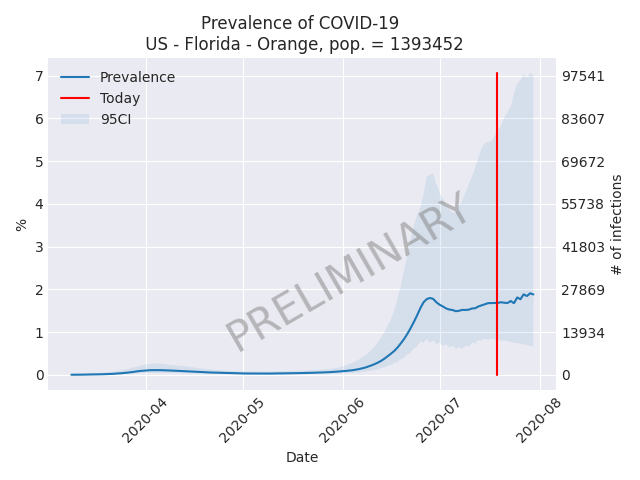 Prevalence of COVID-19
US - Florida - Orange, pop. = 1393452
Prevalence
Today
95CI
PRELIMINARY
%
7
6
5
4
3
2
1
0
97541
83607
69672
55738
41803
27869
13934
0
# of infections
2020-04
2020-05
2020-06
2020-07
2020-08
Date